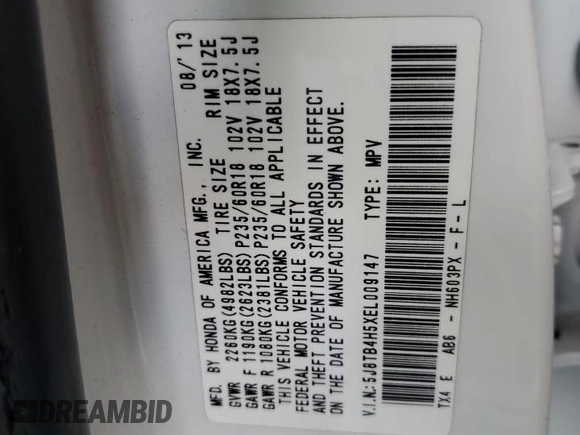 MFD. BY HONDA OF AMERICA MFG., INC. 08/'13
TIRE SIZE RIM SIZE
GVWR 2260KG(4982LBS)
GAWR F 1190KG(2623LBS) P235/60R18 102V 18X7.5J
GAWR R 1080KG(2381LBS) P235/60R18 102V 18X7.5J
THIS VEHICLE CONFORMS TO ALL APPLICABLE
FEDERAL MOTOR VEHICLE SAFETY
AND THEFT PREVENTION STANDARDS IN EFFECT
ON THE DATE OF MANUFACTURE SHOWN ABOVE.
V.I.N:5J8TB4H5XEL009147 TYPE: MPV
TX4 E AB6 - NH603PX - F - L
DREAMBID